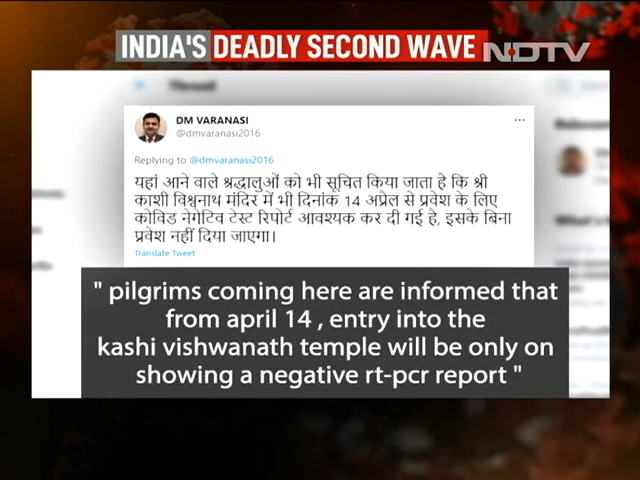 INDIA'S DEADLY SECOND WAVE
NDTV
DM VARANASI
@dmvaranasi2016
Replying to @dmvaranasi2016
यहां आने वाले श्रद्धालुओं को भी सूचित किया जाता है कि श्री
काशी विश्वनाथ मंदिर में भी दिनांक 14 अप्रैल से प्रवेश के लिए
कोविड नेगेटिव टेस्ट रिपोर्ट आवश्यक कर दी गई है, इसके बिना
प्रवेश नहीं दिया जाएगा।
Translate Tweet
" pilgrims coming here are informed that
from april 14 , entry into the
kashi vishwanath temple will be only on
showing a negative rt-pcr report "